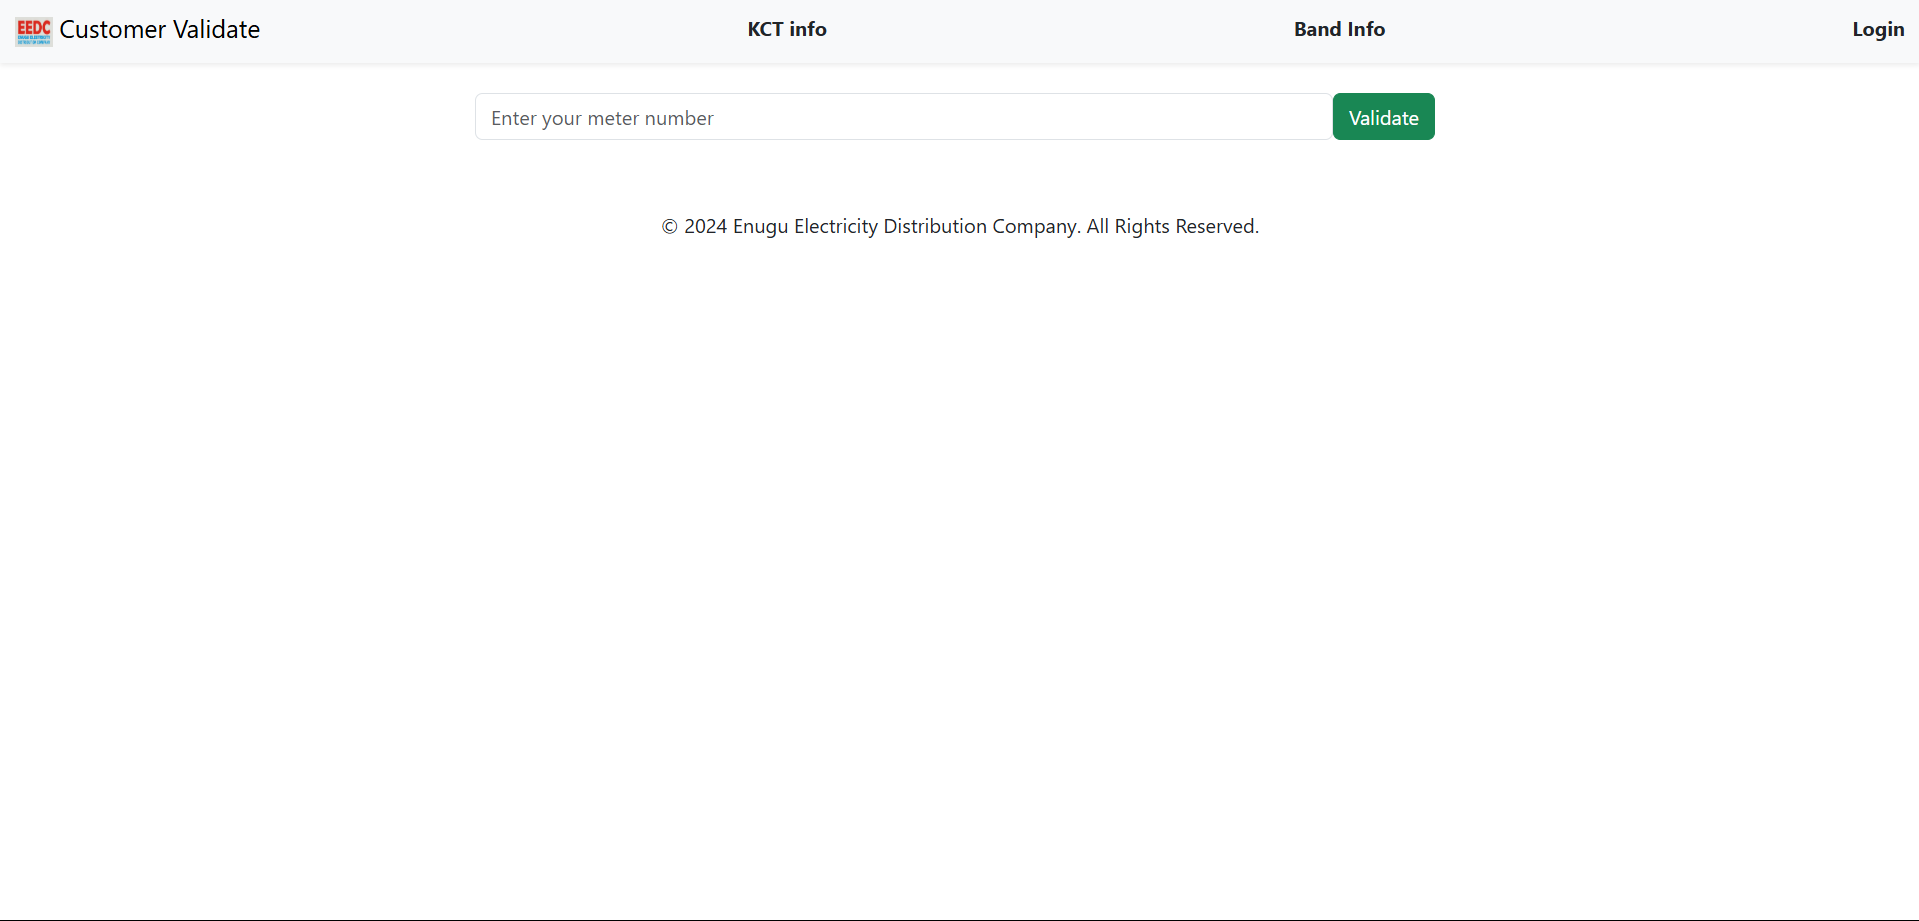 EEDC
Customer Validate
KCT info
Band Info
Login
Enter your meter number
Validate
© 2024 Enugu Electricity Distribution Company. All Rights Reserved.